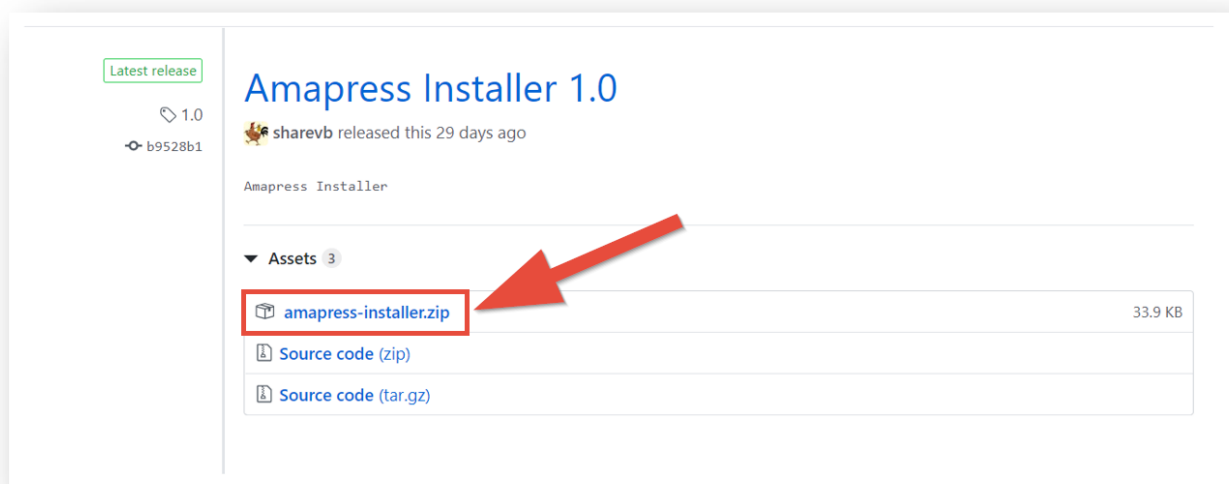 Latest release
1.0
b9528b1
Amapress Installer 1.0
sharevb released this 29 days ago
Amapress Installer
Assets 3
amapress-installer.zip 33.9 KB
Source code (zip)
Source code (tar.gz)